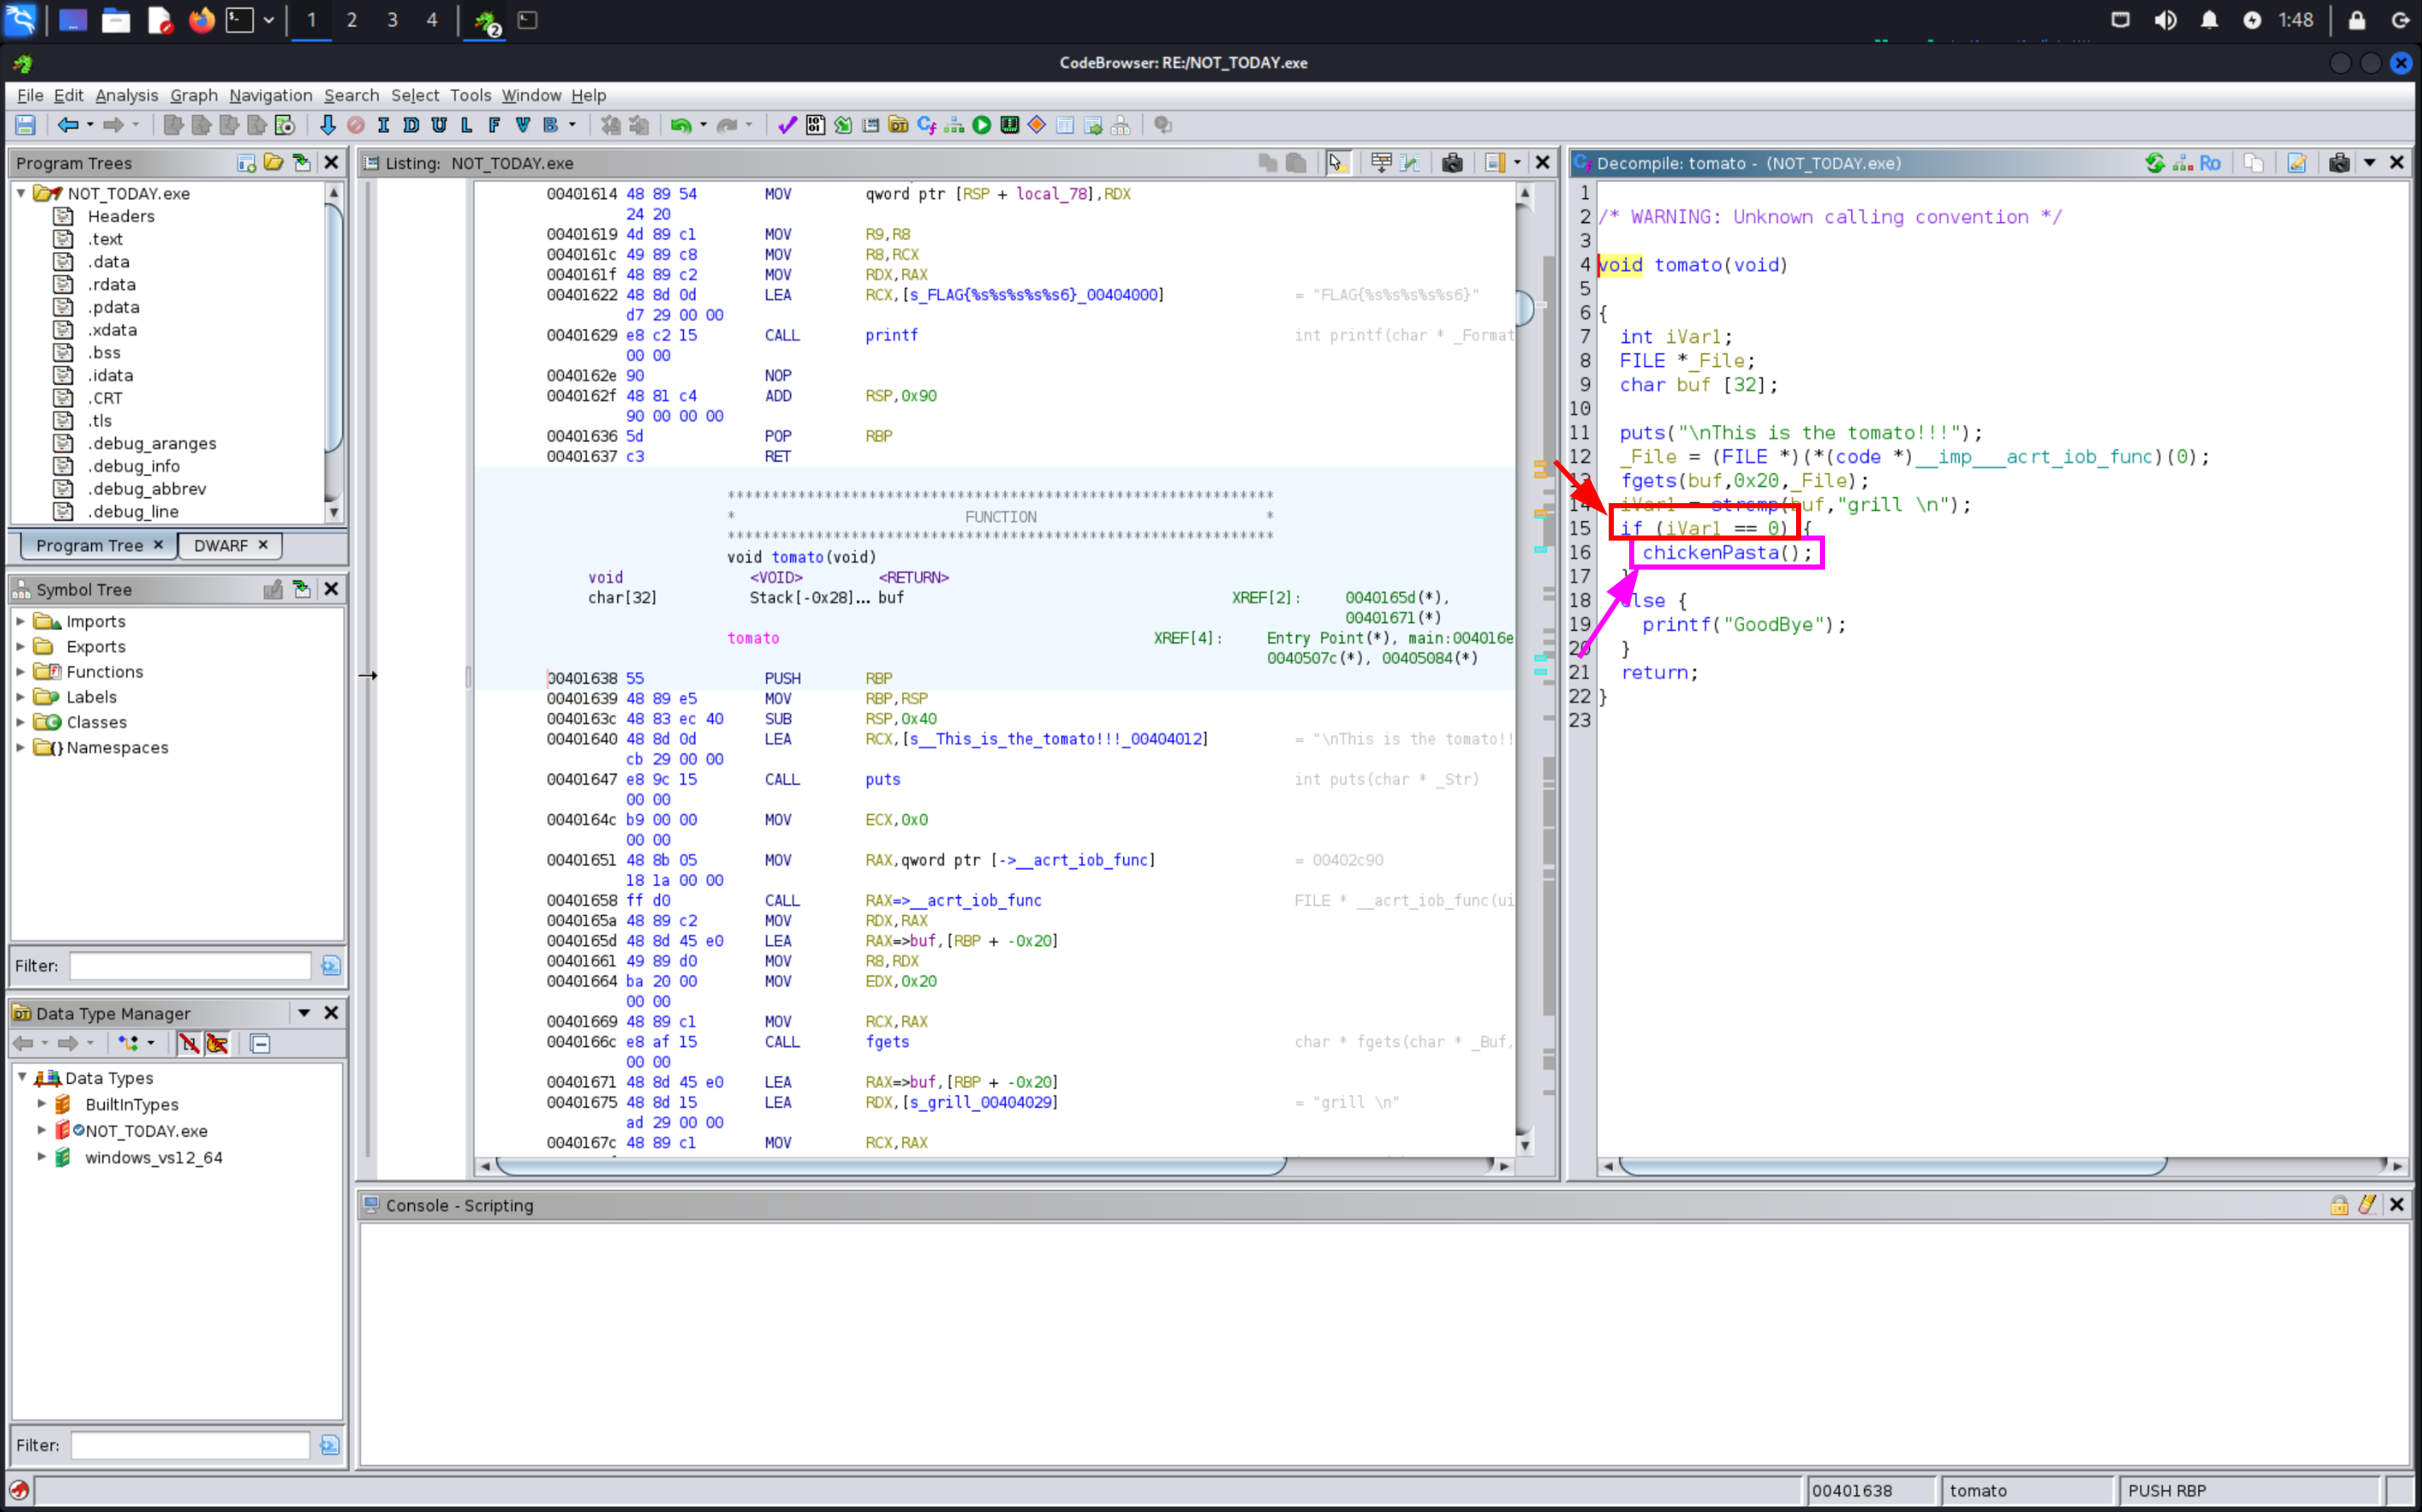 1 2 3 4 2 1:48
CodeBrowser: RE:/NOT_TODAY.exe
File Edit Analysis Graph Navigation Search Select Tools Window Help
I D U L F V B
Program Trees
NOT_TODAY.exe
Headers
.text
.data
.rdata
.pdata
.xdata
.bss
.idata
.CRT
.tls
.debug_aranges
.debug_info
.debug_abbrev
.debug_line
Program Tree × DWARF ×
Symbol Tree
Imports
Exports
Functions
Labels
Classes
Namespaces
Filter:
Data Type Manager
Data Types
BuiltInTypes
NOT_TODAY.exe
windows_vs12_64
Filter:
Listing: NOT_TODAY.exe
00401614 48 89 54 MOV qword ptr [RSP + local_78],RDX
24 20
00401619 4d 89 c1 MOV R9,R8
0040161c 49 89 c8 MOV R8,RCX
0040161f 48 89 c2 MOV RDX,RAX
00401622 48 8d 0d LEA RCX,[s_FLAG{%s%s%s%s%s6}_00404000] = "FLAG{%s%s%s%s%s6}"
d7 29 00 00
00401629 e8 c2 15 CALL printf int printf(char * _Format
00 00
0040162e 90 NOP
0040162f 48 81 c4 ADD RSP,0x90
90 00 00 00
00401636 5d POP RBP
00401637 c3 RET
**************************************************************
* FUNCTION *
**************************************************************
void tomato(void)
void <VOID> <RETURN>
char[32] Stack[-0x28]... buf XREF[2]: 0040165d(*),
00401671(*)
tomato XREF[4]: Entry Point(*), main:004016e
0040507c(*), 00405084(*)
00401638 55 PUSH RBP
00401639 48 89 e5 MOV RBP,RSP
0040163c 48 83 ec 40 SUB RSP,0x40
00401640 48 8d 0d LEA RCX,[s__This_is_the_tomato!!!_00404012] = "\nThis is the tomato!!
cb 29 00 00
00401647 e8 9c 15 CALL puts int puts(char * _Str)
00 00
0040164c b9 00 00 MOV ECX,0x0
00 00
00401651 48 8b 05 MOV RAX,qword ptr [->__acrt_iob_func] = 00402c90
18 1a 00 00
00401658 ff d0 CALL RAX=>__acrt_iob_func FILE * __acrt_iob_func(ui
0040165a 48 89 c2 MOV RDX,RAX
0040165d 48 8d 45 e0 LEA RAX=>buf,[RBP + -0x20]
00401661 49 89 d0 MOV R8,RDX
00401664 ba 20 00 MOV EDX,0x20
00 00
00401669 48 89 c1 MOV RCX,RAX
0040166c e8 af 15 CALL fgets char * fgets(char * _Buf,
00 00
00401671 48 8d 45 e0 LEA RAX=>buf,[RBP + -0x20]
00401675 48 8d 15 LEA RDX,[s_grill_00404029] = "grill \n"
ad 29 00 00
0040167c 48 89 c1 MOV RCX,RAX
Decompile: tomato - (NOT_TODAY.exe)
Ro
1
2 /* WARNING: Unknown calling convention */
3
4 void tomato(void)
5
6 {
7 int iVar1;
8 FILE *_File;
9 char buf [32];
10
11 puts("\nThis is the tomato!!!");
12 _File = (FILE *)(*(code *)__imp___acrt_iob_func)(0);
13 fgets(buf,0x20,_File);
14 iVar1 = strcmp(buf,"grill \n");
15 if (iVar1 == 0) {
16 chickenPasta();
17 }
18 else {
19 printf("GoodBye");
20 }
21 return;
22 }
23
Console - Scripting
00401638 tomato PUSH RBP